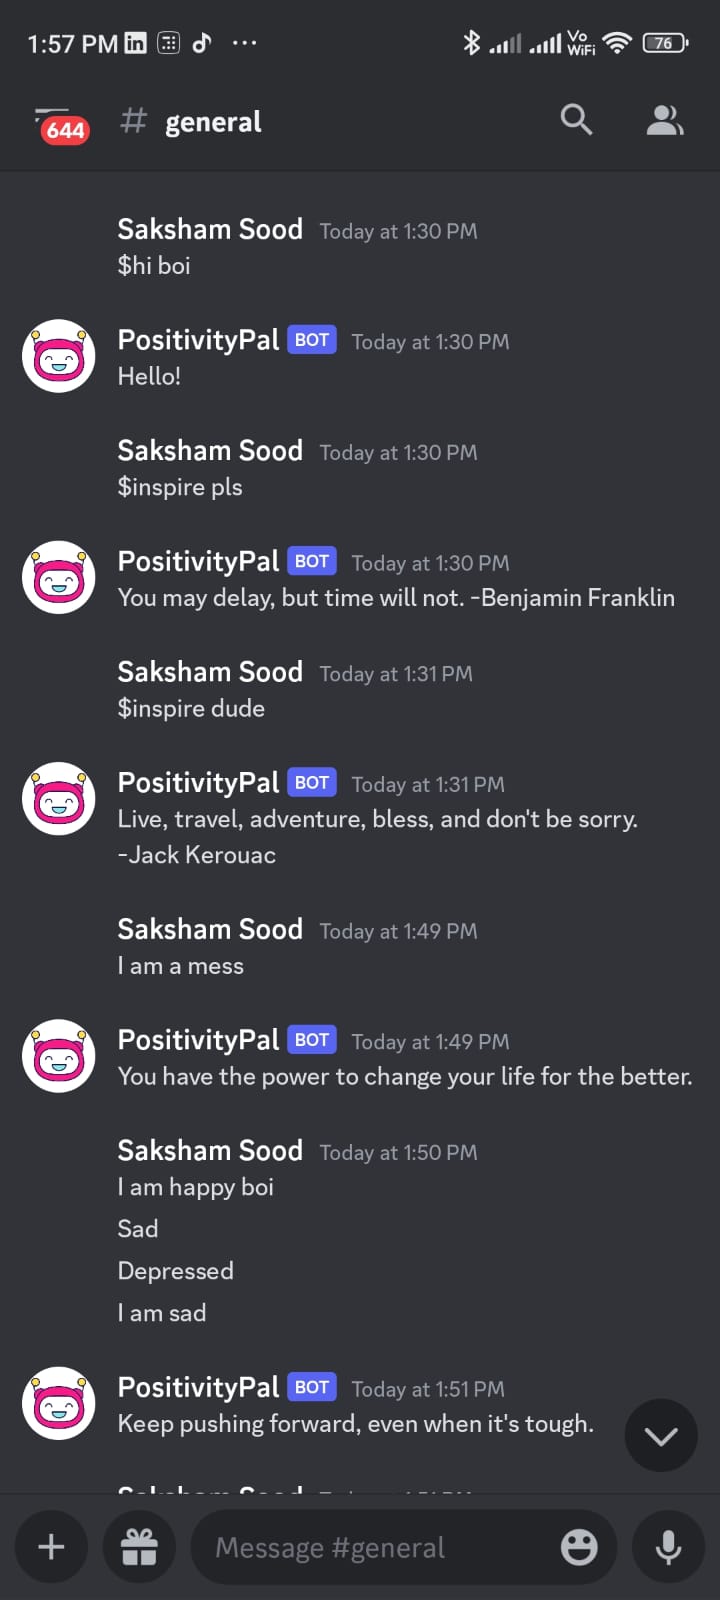 1:57 PM
Vo
WiFi
76
644
# general
Saksham Sood Today at 1:30 PM
$hi boi
PositivityPal BOT Today at 1:30 PM
Hello!
Saksham Sood Today at 1:30 PM
$inspire pls
PositivityPal BOT Today at 1:30 PM
You may delay, but time will not. -Benjamin Franklin
Saksham Sood Today at 1:31 PM
$inspire dude
PositivityPal BOT Today at 1:31 PM
Live, travel, adventure, bless, and don't be sorry.
-Jack Kerouac
Saksham Sood Today at 1:49 PM
I am a mess
PositivityPal BOT Today at 1:49 PM
You have the power to change your life for the better.
Saksham Sood Today at 1:50 PM
I am happy boi
Sad
Depressed
I am sad
PositivityPal BOT Today at 1:51 PM
Keep pushing forward, even when it's tough.
Message #general